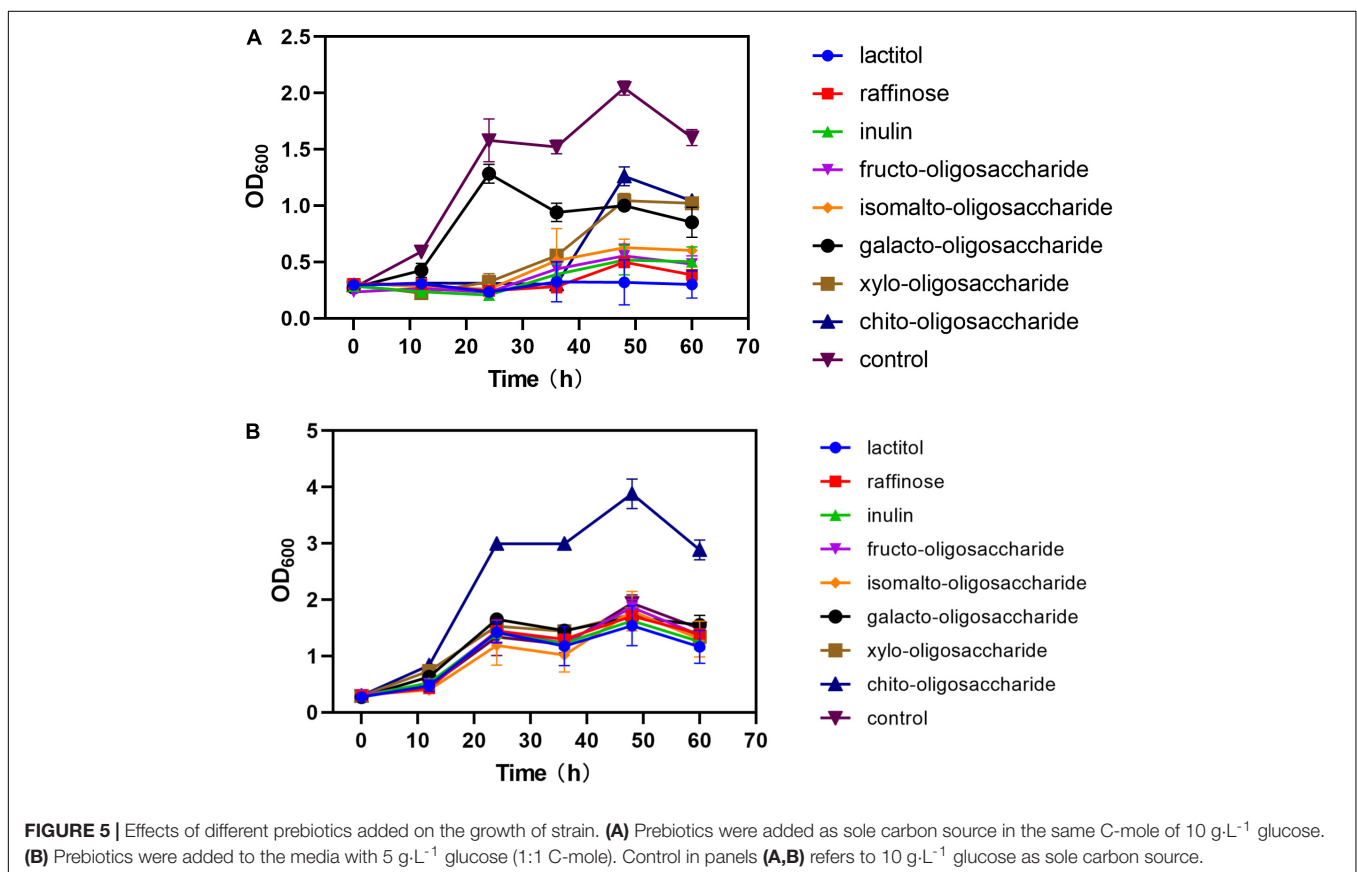 A
2.5
2.0
1.5
1.0
0.5
0.0
OD600
0 10 20 30 40 50 60 70
Time（h）
lactitol
raffinose
inulin
fructo-oligosaccharide
isomalto-oligosaccharide
galacto-oligosaccharide
xylo-oligosaccharide
chito-oligosaccharide
control
B
5
4
3
2
1
0
OD600
0 10 20 30 40 50 60 70
Time（h）
lactitol
raffinose
inulin
fructo-oligosaccharide
isomalto-oligosaccharide
galacto-oligosaccharide
xylo-oligosaccharide
chito-oligosaccharide
control
FIGURE 5 | Effects of different prebiotics added on the growth of strain. (A) Prebiotics were added as sole carbon source in the same C-mole of 10 g·L-1 glucose.
(B) Prebiotics were added to the media with 5 g·L-1 glucose (1:1 C-mole). Control in panels (A,B) refers to 10 g·L-1 glucose as sole carbon source.